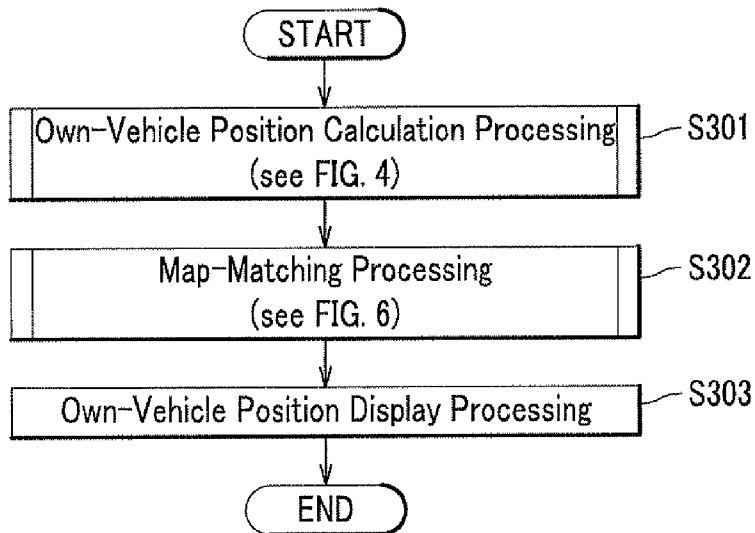 START
Own-Vehicle Position Calculation Processing
(see FIG. 4)
S301
Map-Matching Processing
(see FIG. 6)
S302
Own-Vehicle Position Display Processing
S303
END